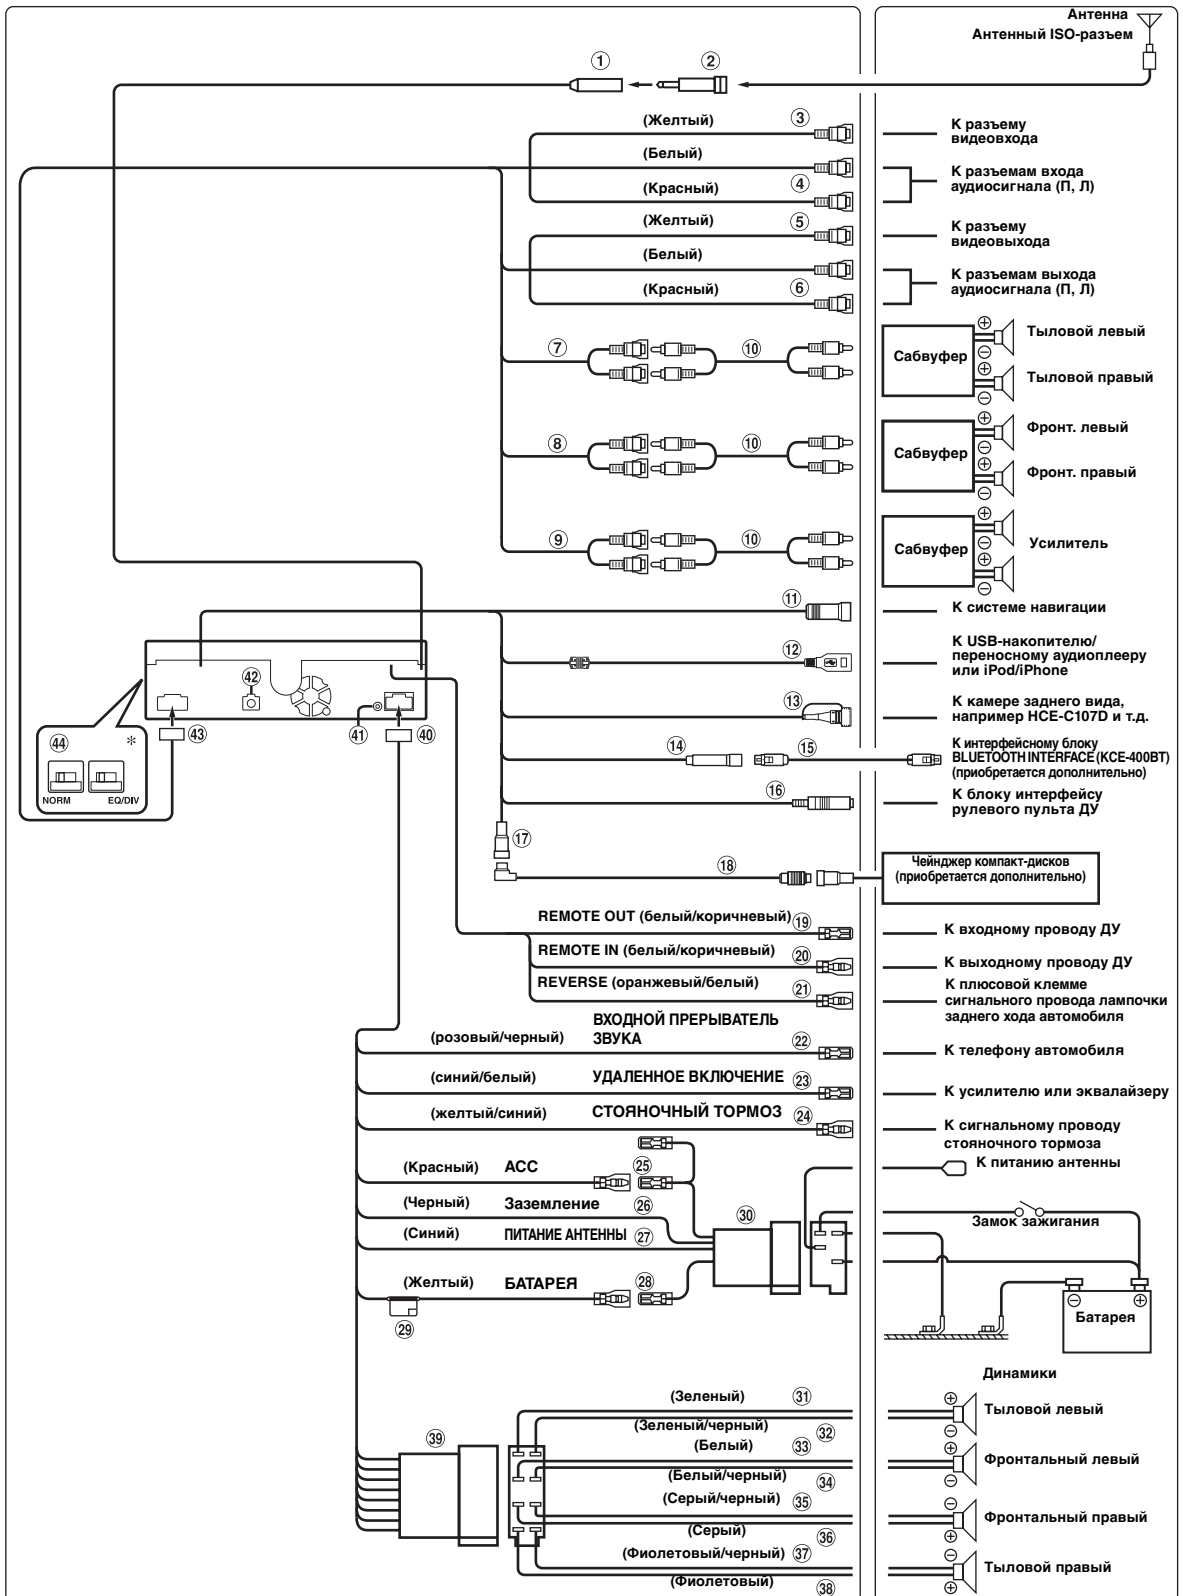 Антенна
Антенный ISO-разъем
① ②
(Желтый) ③ К разъему
видеовхода
(Белый)
К разъемам входа
аудиосигнала (П, Л)
(Красный) ④
(Желтый) ⑤ К разъему
видеовыхода
(Белый)
К разъемам выхода
аудиосигнала (П, Л)
(Красный) ⑥
⑦ ⑩ Сабвуфер ⊕ ⊖ ⊕ ⊖
Тыловой левый
Тыловой правый
⑧ ⑩ Сабвуфер ⊕ ⊖ ⊕ ⊖
Фронт. левый
Фронт. правый
⑨ ⑩ Сабвуфер ⊕ ⊖ ⊕ ⊖
Усилитель
⑪ К системе навигации
⑫ К USB-накопителю/
переносному аудиоплееру
или iPod/iPhone
⑬ К камере заднего вида,
например HCE-C107D и т.д.
㊷ ㊸ ㊶ ㊵
㊹ *
NORM EQ/DIV
⑭ ⑮ К интерфейсному блоку
BLUETOOTH INTERFACE (KCE-400BT)
(приобретается дополнительно)
⑯ К блоку интерфейсу
рулевого пульта ДУ
⑰
⑱ Чейнджер компакт-дисков
(приобретается дополнительно)
REMOTE OUT (белый/коричневый) ⑲ К входному проводу ДУ
REMOTE IN (белый/коричневый) ⑳ К выходному проводу ДУ
REVERSE (оранжевый/белый) ㉑ К плюсовой клемме
сигнального провода лампочки
заднего хода автомобиля
(розовый/черный) ВХОДНОЙ ПРЕРЫВАТЕЛЬ
ЗВУКА ㉒ К телефону автомобиля
(синий/белый) УДАЛЕННОЕ ВКЛЮЧЕНИЕ ㉓ К усилителю или эквалайзеру
(желтый/синий) СТОЯНОЧНЫЙ ТОРМОЗ ㉔ К сигнальному проводу
стояночного тормоза
(Красный) ACC ㉕ К питанию антенны
(Черный) Заземление ㉖ ㉚ Замок зажигания
(Синий) ПИТАНИЕ АНТЕННЫ ㉗
(Желтый) БАТАРЕЯ ㉘
㉙
⊖ ⊕
Батарея
Динамики
(Зеленый) ㉛ ⊕
Тыловой левый
(Зеленый/черный) ㉜ ⊖
㊴ (Белый) ㉝ ⊕
Фронтальный левый
(Белый/черный) ㉞ ⊖
(Серый/черный) ㉟ ⊖
Фронтальный правый
(Серый) ㊱ ⊕
(Фиолетовый/черный) ㊲ ⊖
Тыловой правый
(Фиолетовый) ㊳ ⊕